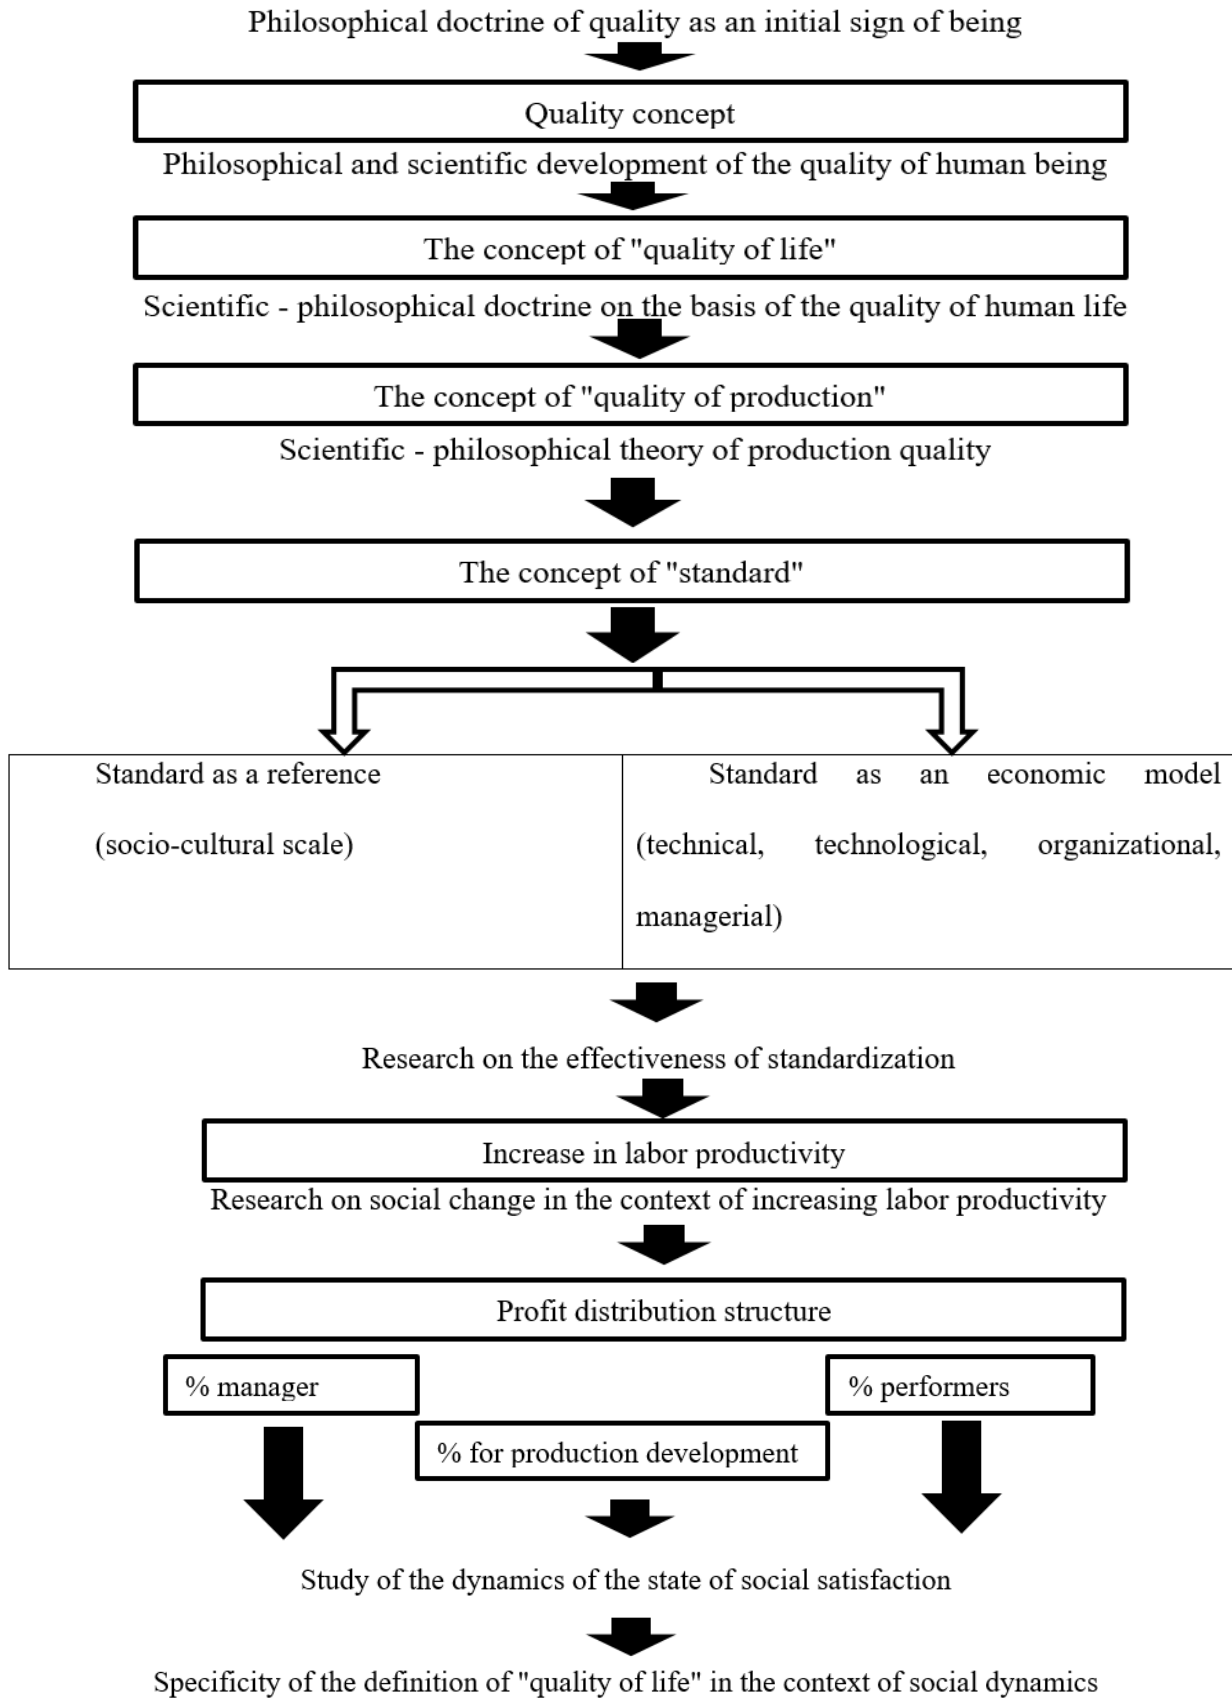 Philosophical doctrine of quality as an initial sign of being
Quality concept
Philosophical and scientific development of the quality of human being
The concept of "quality of life"
Scientific - philosophical doctrine on the basis of the quality of human life
The concept of "quality of production"
Scientific - philosophical theory of production quality
The concept of "standard"
Standard as a reference
(socio-cultural scale)
Standard as an economic model
(technical, technological, organizational,
managerial)
Research on the effectiveness of standardization
Increase in labor productivity
Research on social change in the context of increasing labor productivity
Profit distribution structure
% manager
% performers
% for production development
Study of the dynamics of the state of social satisfaction
Specificity of the definition of "quality of life" in the context of social dynamics